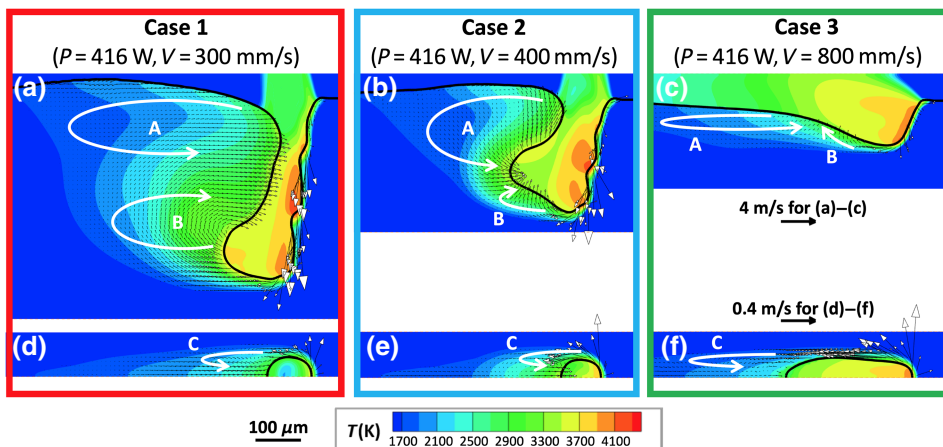 Case 1
(P = 416 W, V = 300 mm/s)
Case 2
(P = 416 W, V = 400 mm/s)
Case 3
(P = 416 W, V = 800 mm/s)
(a)
A
B
(b)
A
B
(c)
A
B
4 m/s for (a)–(c)
0.4 m/s for (d)–(f)
(d)
C
(e)
C
(f)
C
100 μm
T(K)
1700 2100 2500 2900 3300 3700 4100